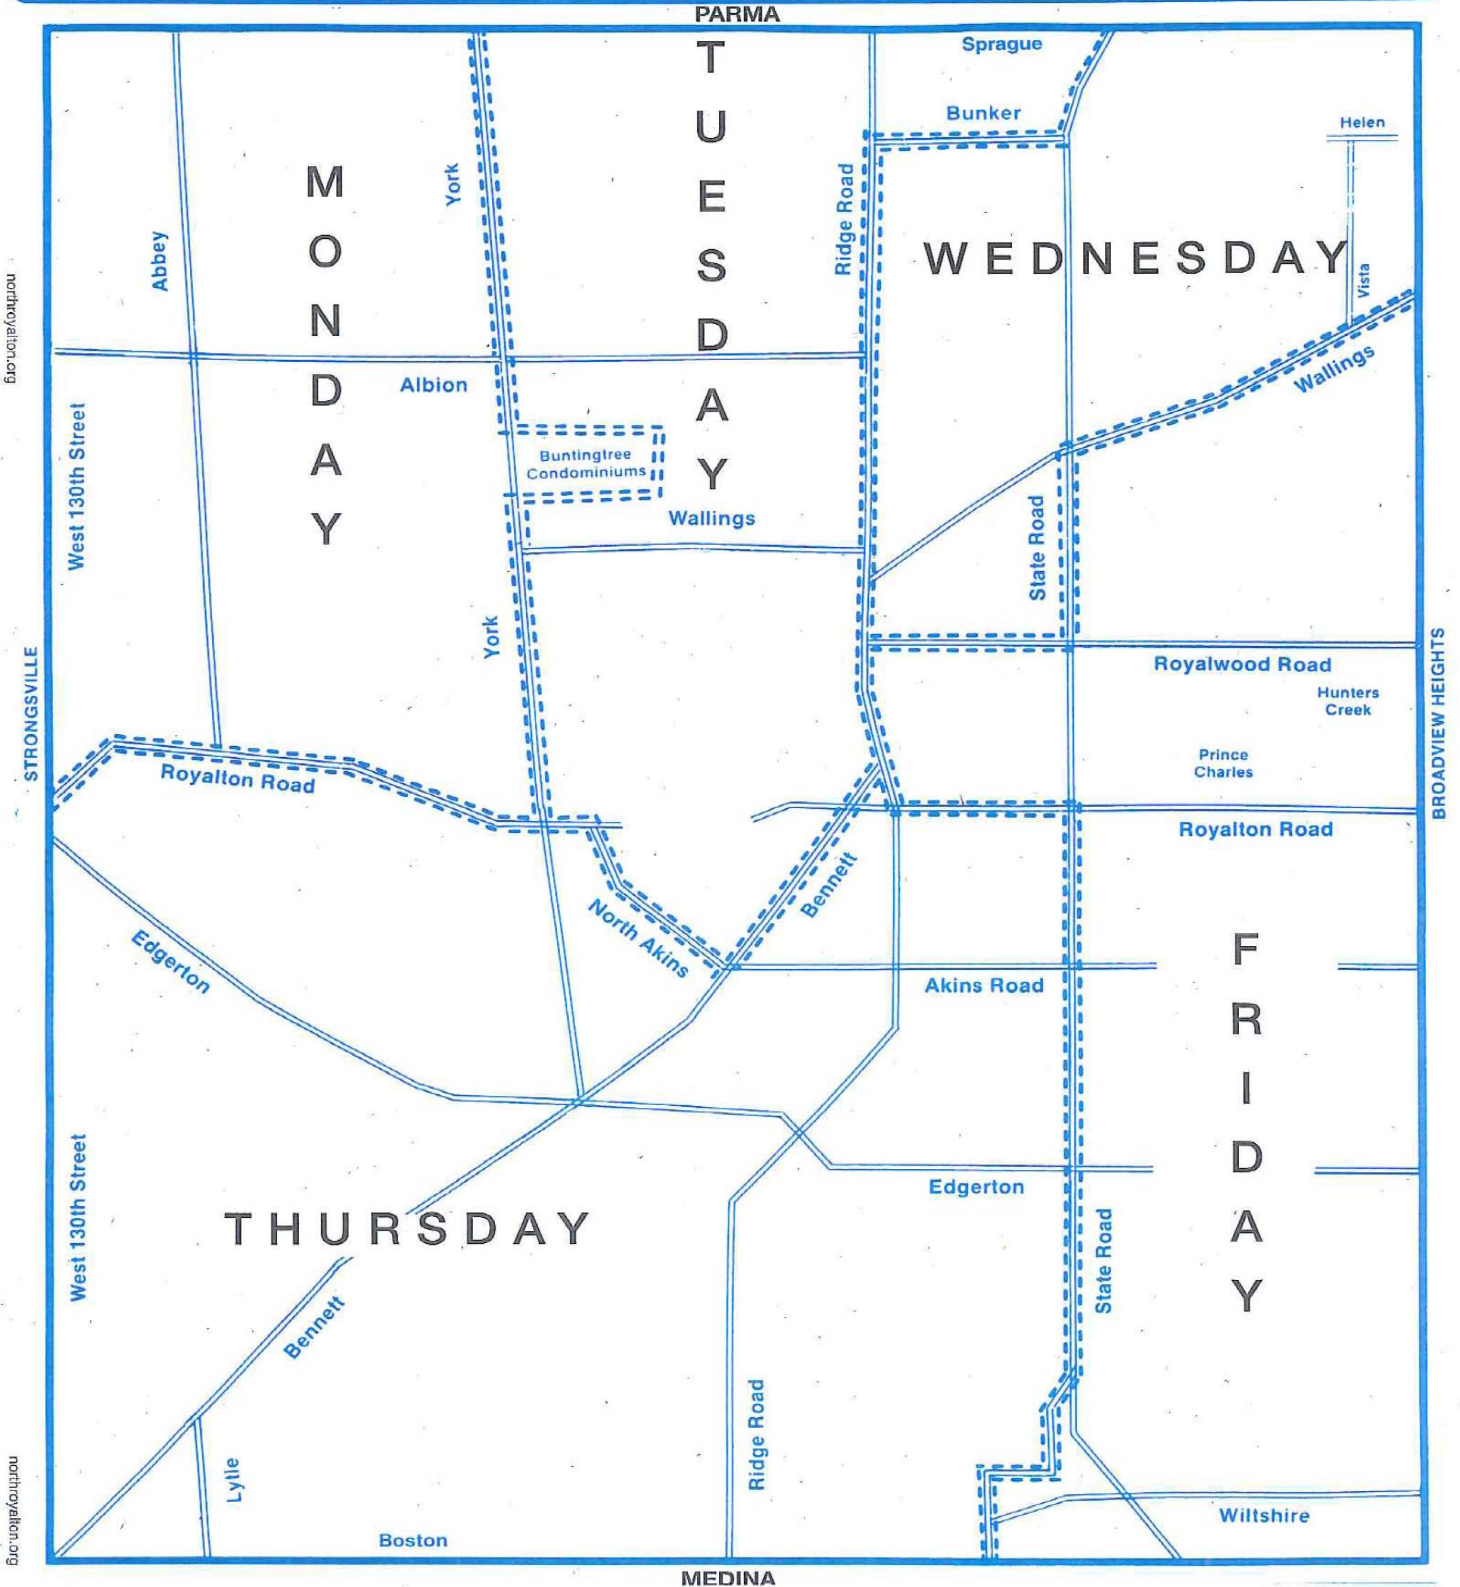 PARMA
TUESDAY
Sprague
Bunker
Helen
MONDAY
York
Ridge Road
Abbey
WEDNESDAY
Vista
northroyalton.org
Albion
Wallings
West 130th Street
Buntingtree
Condominiums
Wallings
State Road
York
STRONGSVILLE
BROADVIEW HEIGHTS
Royalwood Road
Hunters
Creek
Prince
Charles
Royalton Road
Royalton Road
Bennett
North Akins
Edgerton
FRIDAY
Akins Road
Edgerton
West 130th Street
THURSDAY
State Road
Bennett
Ridge Road
Lytle
northroyalton.org
Wiltshire
Boston
MEDINA